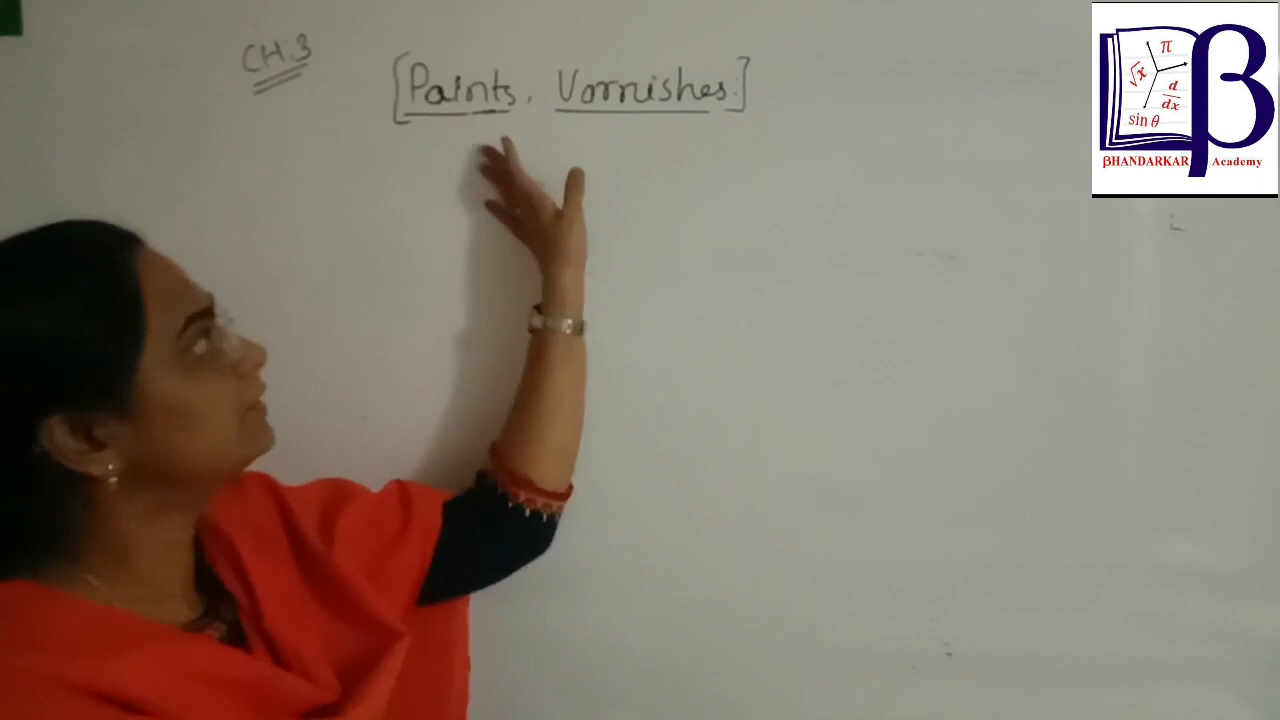 CH.3
[Paints, Varnishes.]
π
√x
d
dx
sin θ
β
βHANDARKAR Academy